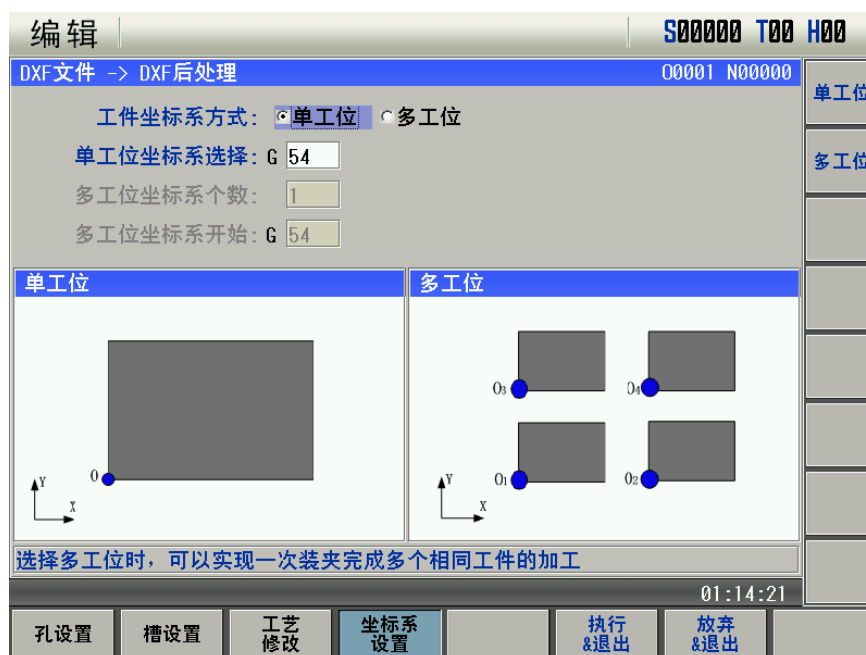 编辑
S00000 T00 H00
DXF文件 -> DXF后处理
O0001 N00000
工件坐标系方式: 单工位 多工位
单工位坐标系选择: G 54
多工位坐标系个数: 1
多工位坐标系开始: G 54
单工位
多工位
单工位
多工位
O
Y
X
O3
O4
O1
O2
Y
X
选择多工位时，可以实现一次装夹完成多个相同工件的加工
01:14:21
孔设置
槽设置
工艺
修改
坐标系
设置
执行
&退出
放弃
&退出